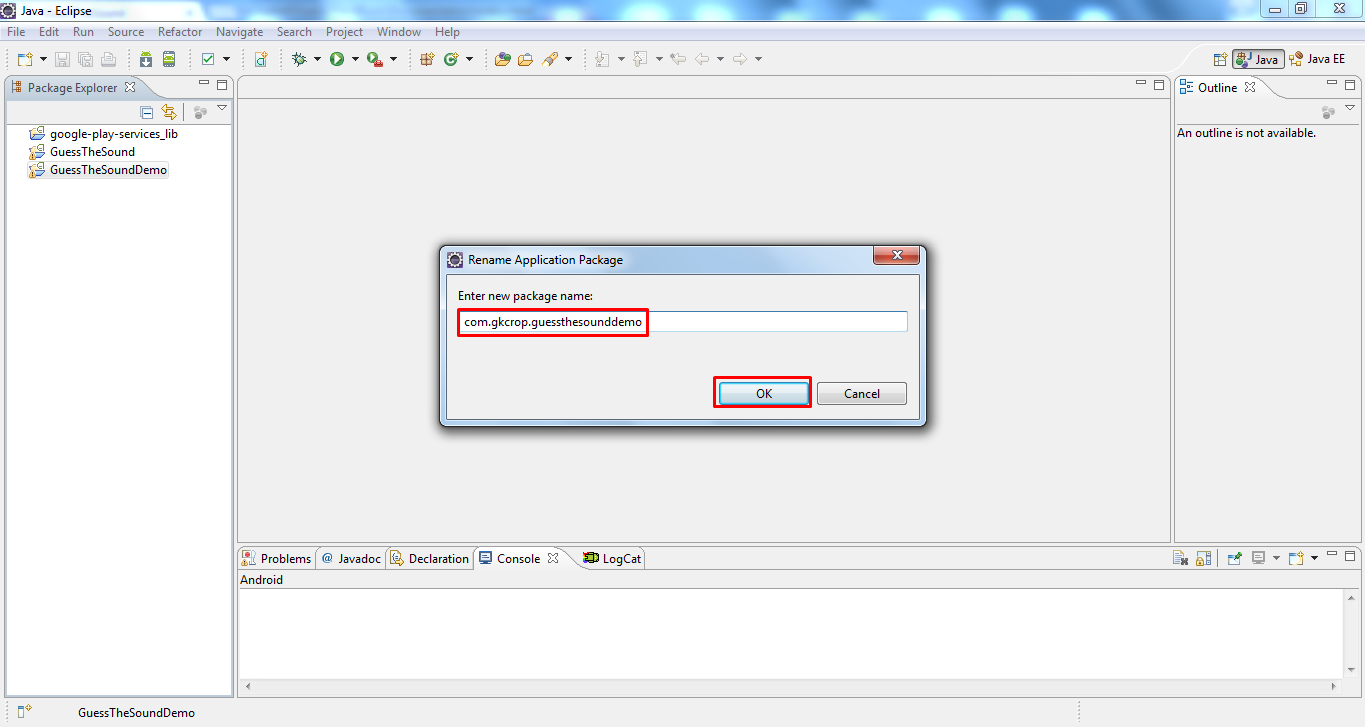 Java - Eclipse
File Edit Run Source Refactor Navigate Search Project Window Help
Java Java EE
Package Explorer
google-play-services_lib
GuessTheSound
GuessTheSoundDemo
Outline
An outline is not available.
Rename Application Package
Enter new package name:
com.gkcrop.guessthesounddemo
OK Cancel
Problems @ Javadoc Declaration Console LogCat
Android
GuessTheSoundDemo